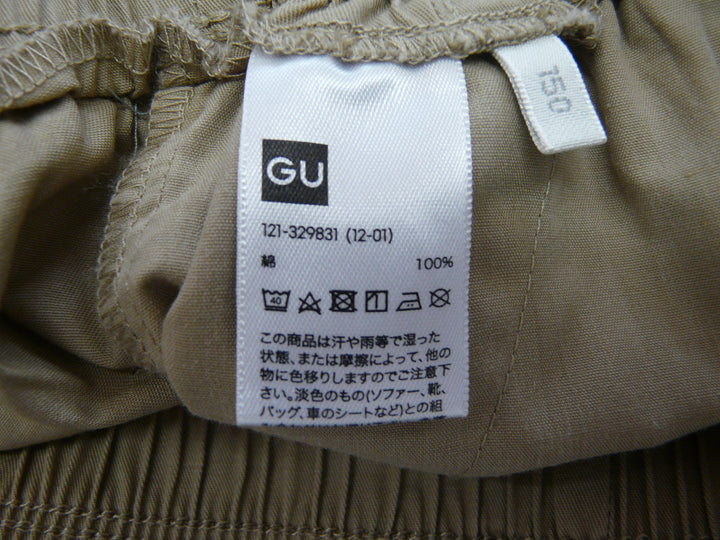 150
GU
121-329831 (12-01)
綿 100%
40
この商品は汗や雨等で湿った
状態、または摩擦によって、他の
物に色移りしますのでご注意下
さい。淡色のもの(ソファー、靴、
バッグ、車のシートなど)との組